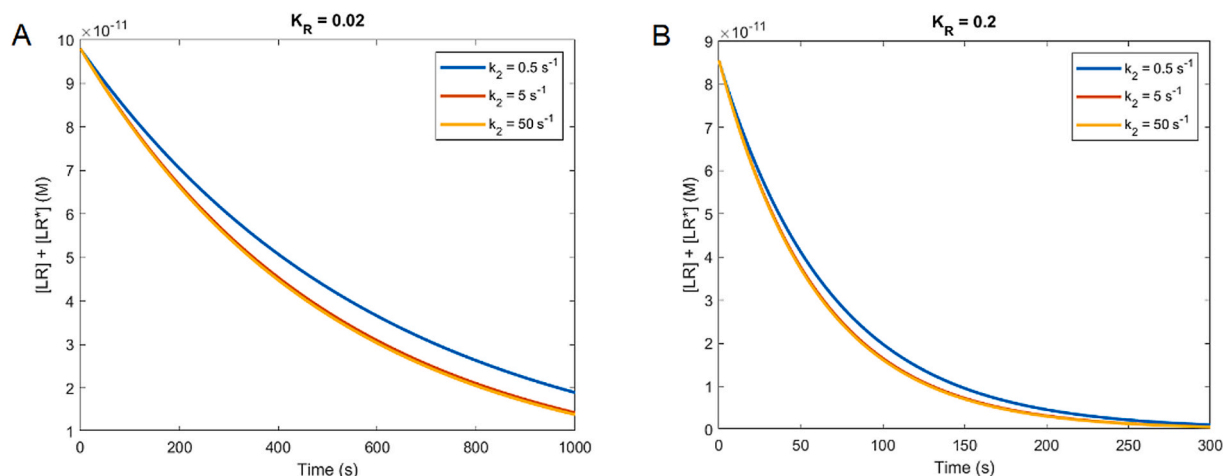 A
K_R = 0.02
×10^-11
10
9
8
7
6
5
4
3
2
1
[LR] + [LR*] (M)
0
200
400
600
800
1000
Time (s)
k_2 = 0.5 s^-1
k_2 = 5 s^-1
k_2 = 50 s^-1
B
K_R = 0.2
×10^-11
9
8
7
6
5
4
3
2
1
0
[LR] + [LR*] (M)
0
50
100
150
200
250
300
Time (s)
k_2 = 0.5 s^-1
k_2 = 5 s^-1
k_2 = 50 s^-1